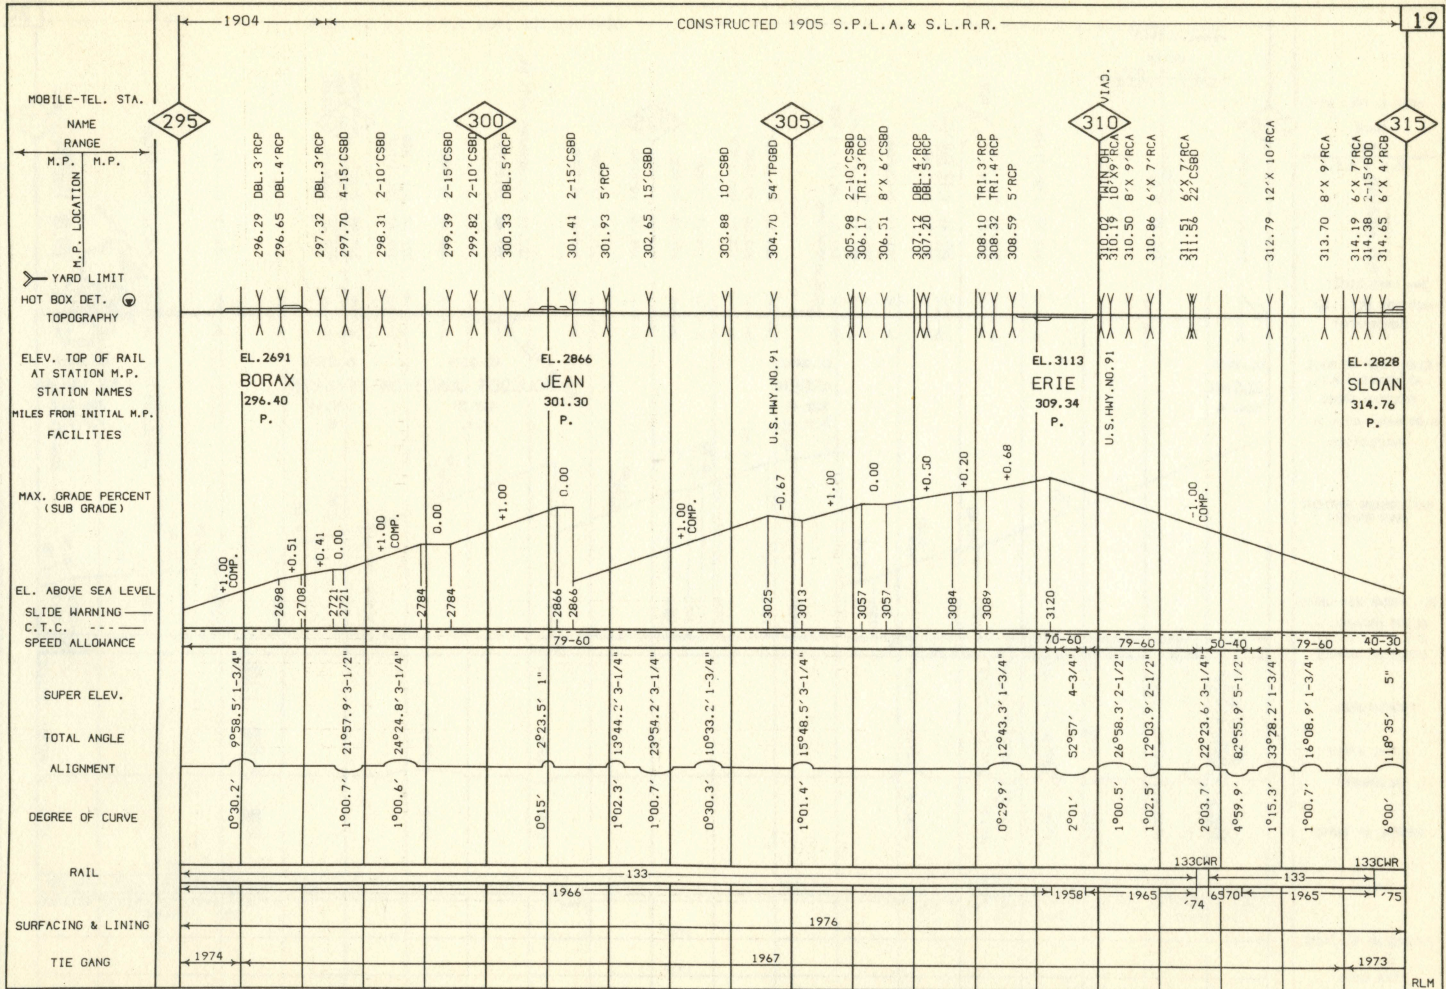 1904
CONSTRUCTED 1905 S.P.L.A.& S.L.R.R.
19
MOBILE-TEL. STA.
NAME
RANGE
M.P. M.P.
M.P. LOCATION
YARD LIMIT
HOT BOX DET.
TOPOGRAPHY
ELEV. TOP OF RAIL
AT STATION M.P.
STATION NAMES
MILES FROM INITIAL M.P.
FACILITIES
MAX. GRADE PERCENT
(SUB GRADE)
EL. ABOVE SEA LEVEL
SLIDE WARNING
C.T.C.
SPEED ALLOWANCE
SUPER ELEV.
TOTAL ANGLE
ALIGNMENT
DEGREE OF CURVE
RAIL
SURFACING & LINING
TIE GANG
295
300
305
310
315
296.29 DBL.3'RCP
296.65 DBL.4'RCP
297.32 DBL.3'RCP
297.70 4-15'CSBD
298.31 2-10'CSBD
299.39 2-15'CSBD
299.82 2-10'CSBD
300.33 DBL.5'RCP
301.41 2-15'CSBD
301.93 5'RCP
302.65 15'CSBD
303.88 10'CSBD
304.70 54'TPGBD
305.98 2-10'CSBD
306.17 TRI.3'RCP
306.51 8'X 6'CSBD
307.12 DBL.4'RCP
307.20 DBL.5'RCP
308.10 TRI.3'RCP
308.32 TRI.4'RCP
308.59 5'RCP
310.02 TWIN OH VIAD.
310.19 10'X9'RCA
310.50 8'X 9'RCA
310.86 6'X 7'RCA
311.51 6'X 7'RCA
311.56 22'CSBD
312.79 12'X 10'RCA
313.70 8'X 9'RCA
314.19 6'X 7'RCA
314.38 2-15'BOD
314.65 6'X 4'RCB
EL.2691
BORAX
296.40
P.
EL.2866
JEAN
301.30
P.
U.S.HWY.NO.91
EL.3113
ERIE
309.34
P.
U.S.HWY.NO.91
EL.2828
SLOAN
314.76
P.
+1.00
COMP.
+0.51
+0.41
0.00
+1.00
COMP.
0.00
+1.00
0.00
+1.00
COMP.
-0.67
+1.00
0.00
+0.50
+0.20
+0.68
-1.00
COMP.
2698
2708
2721
2721
2784
2784
2866
2866
3025
3013
3057
3057
3084
3089
3120
79-60
70-60
79-60
50-40
79-60
40-30
9°58.5' 1-3/4"
21°57.9' 3-1/2"
24°24.8' 3-1/4"
2°23.5' 1"
13°44.2' 3-1/4"
23°54.2' 3-1/4"
10°33.2' 1-3/4"
15°48.5' 3-1/4"
12°43.3' 1-3/4"
52°57' 4-3/4"
26°58.3' 2-1/2"
12°03.9' 2-1/2"
22°23.6' 3-1/4"
82°55.9' 5-1/2"
33°28.2' 1-3/4"
16°08.9' 1-3/4"
118°35' 5"
0°30.2'
1°00.7'
1°00.6'
0°15'
1°02.3'
1°00.7'
0°30.3'
1°01.4'
0°29.9'
2°01'
1°00.5'
1°02.5'
2°03.7'
4°59.9'
1°15.3'
1°00.7'
6°00'
133
133CWR
133
133CWR
1966
1958
1965
'74
6570
1965
'75
1976
1974
1967
1973
RLM